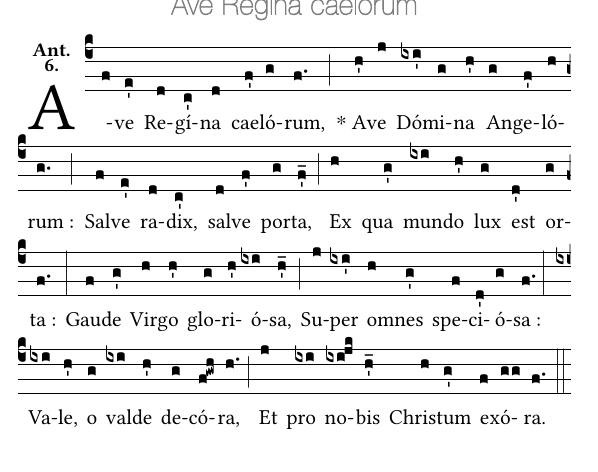 Ave Regina caelorum
Ant.
6.
A-ve Re-gí-na caeló-rum, * Ave Dómi-na Ange-ló-
rum : Salve ra-dix, salve porta, Ex qua mundo lux est or-
ta : Gaude Virgo glo-ri-ó-sa, Su-per omnes spe-ci-ó-sa :
Va-le, o valde de-có-ra, Et pro no-bis Christum exó-ra.